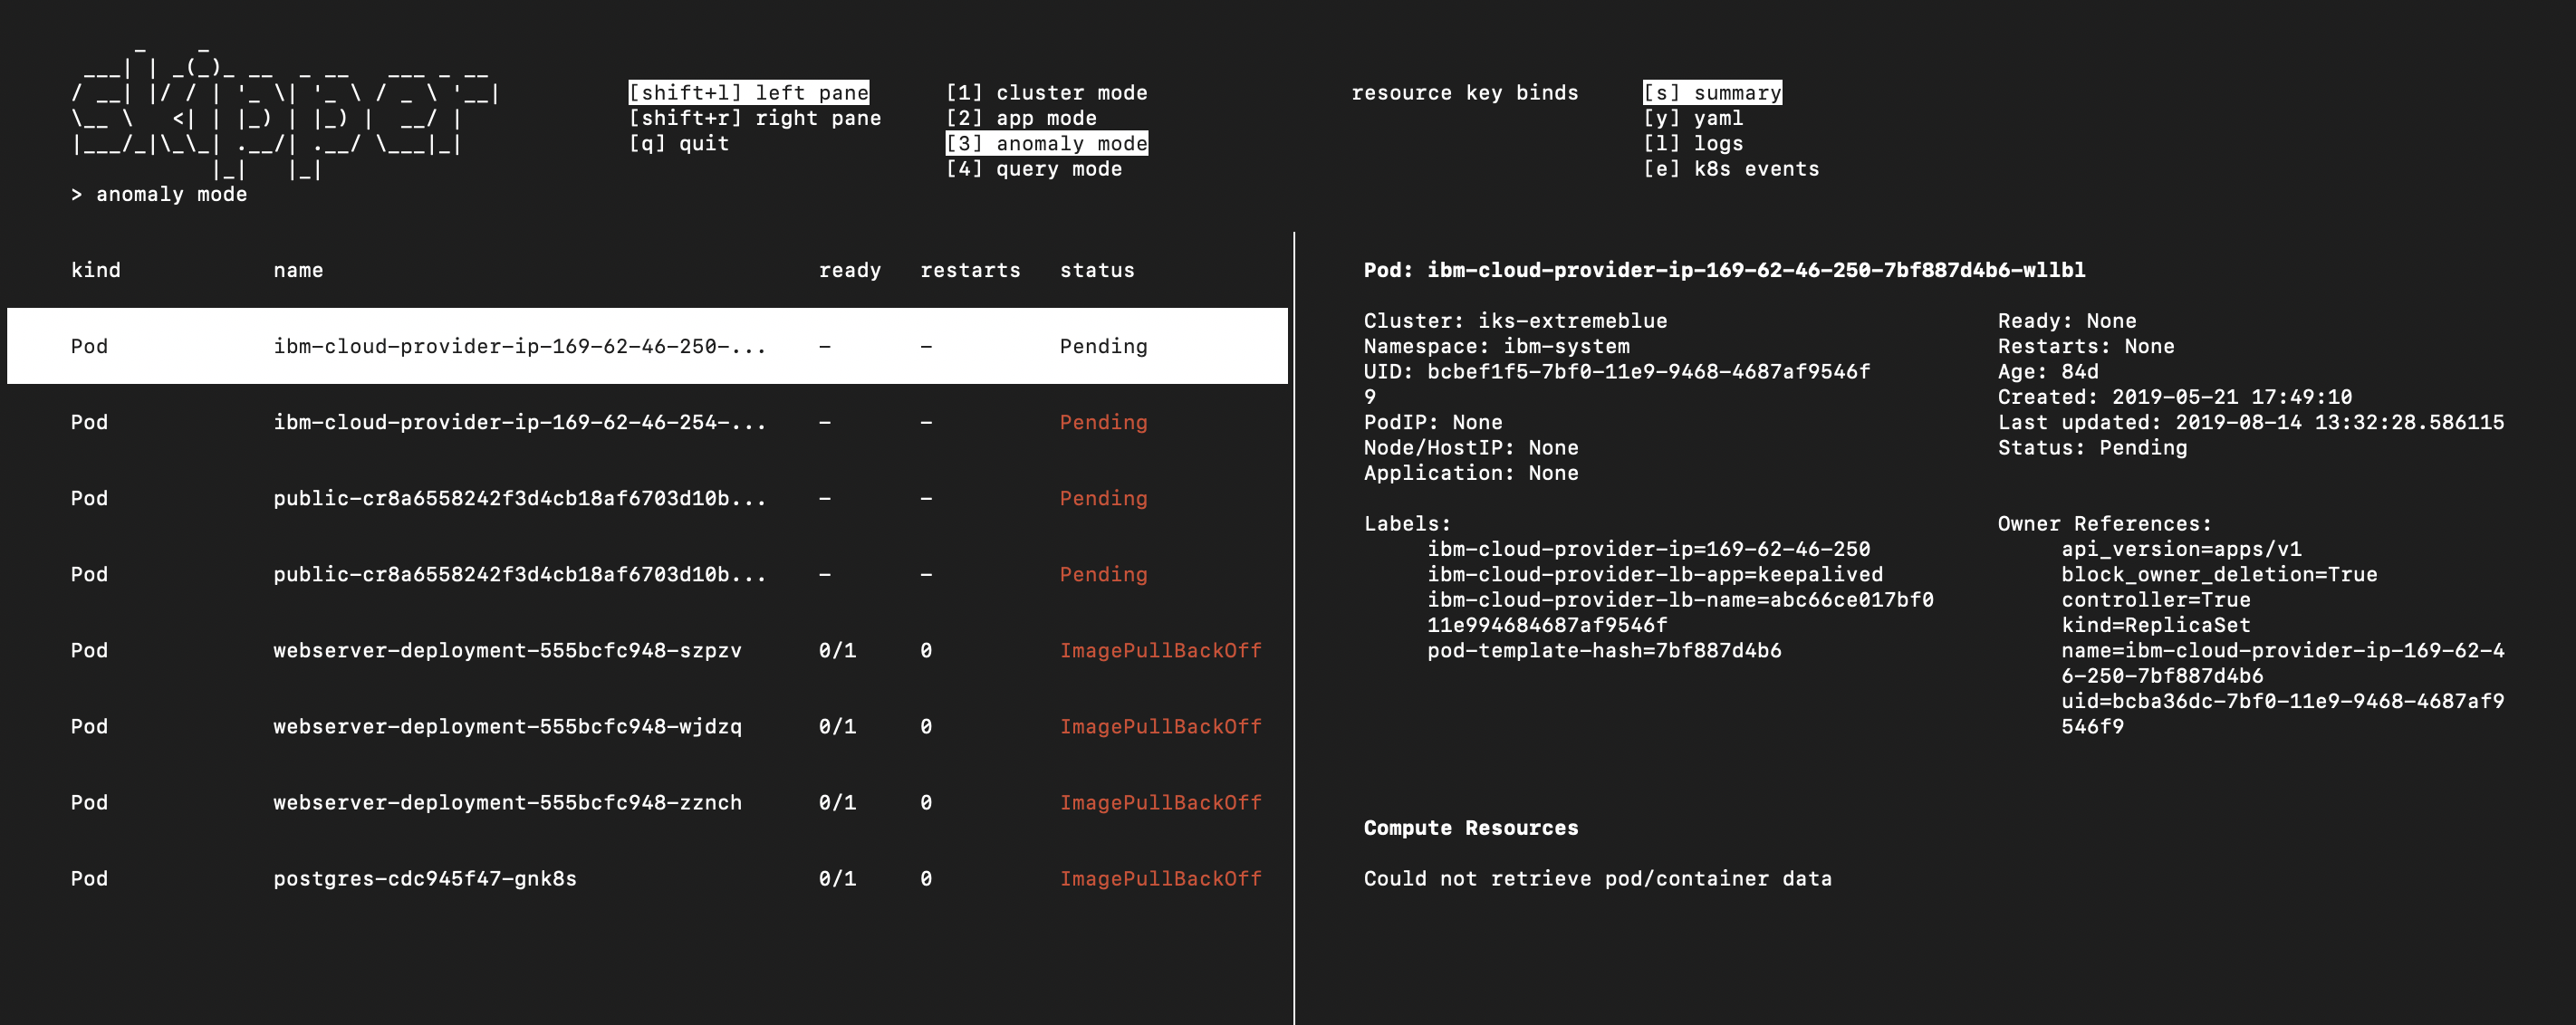 skipper
[shift+l] left pane
[shift+r] right pane
[q] quit
[1] cluster mode
[2] app mode
[3] anomaly mode
[4] query mode
resource key binds
[s] summary
[y] yaml
[l] logs
[e] k8s events
> anomaly mode
kind name ready restarts status
Pod ibm-cloud-provider-ip-169-62-46-250-... - - Pending
Pod ibm-cloud-provider-ip-169-62-46-254-... - - Pending
Pod public-cr8a6558242f3d4cb18af6703d10b... - - Pending
Pod public-cr8a6558242f3d4cb18af6703d10b... - - Pending
Pod webserver-deployment-555bcfc948-szpzv 0/1 0 ImagePullBackOff
Pod webserver-deployment-555bcfc948-wjdzq 0/1 0 ImagePullBackOff
Pod webserver-deployment-555bcfc948-zznch 0/1 0 ImagePullBackOff
Pod postgres-cdc945f47-gnk8s 0/1 0 ImagePullBackOff
Pod: ibm-cloud-provider-ip-169-62-46-250-7bf887d4b6-wllbl
Cluster: iks-extremeblue
Namespace: ibm-system
UID: bcbef1f5-7bf0-11e9-9468-4687af9546f
9
PodIP: None
Node/HostIP: None
Application: None
Ready: None
Restarts: None
Age: 84d
Created: 2019-05-21 17:49:10
Last updated: 2019-08-14 13:32:28.586115
Status: Pending
Labels:
ibm-cloud-provider-ip=169-62-46-250
ibm-cloud-provider-lb-app=keepalived
ibm-cloud-provider-lb-name=abc66ce017bf0
11e994684687af9546f
pod-template-hash=7bf887d4b6
Owner References:
api_version=apps/v1
block_owner_deletion=True
controller=True
kind=ReplicaSet
name=ibm-cloud-provider-ip-169-62-4
6-250-7bf887d4b6
uid=bcba36dc-7bf0-11e9-9468-4687af9
546f9
Compute Resources
Could not retrieve pod/container data